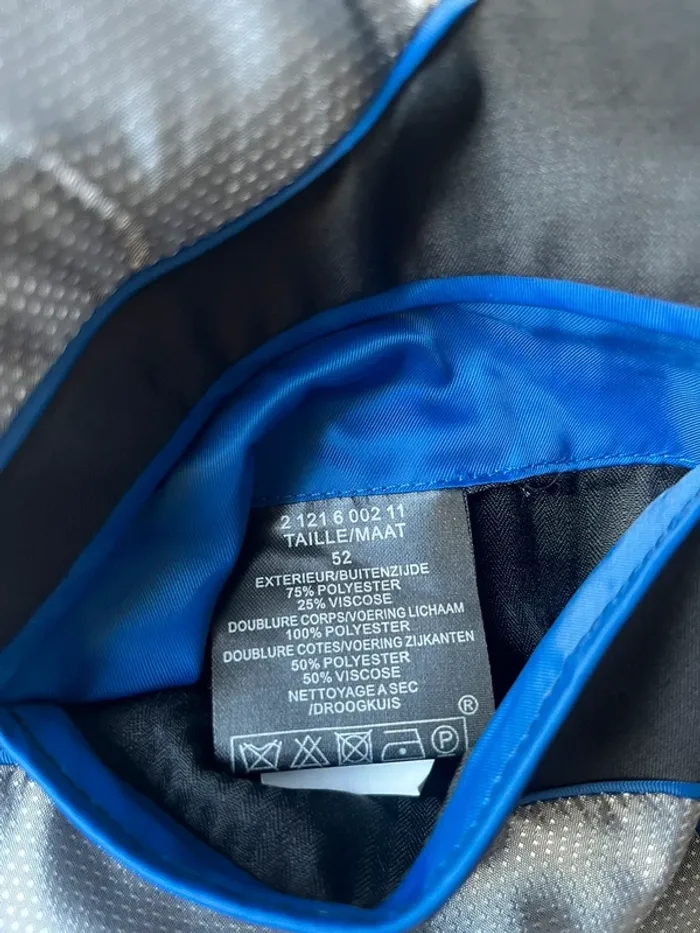 2 121 6 002 11
TAILLE/MAAT
52
EXTERIEUR/BUITENZIJDE
75% POLYESTER
25% VISCOSE
DOUBLURE CORPS/VOERING LICHAAM
100% POLYESTER
DOUBLURE COTES/VOERING ZIJKANTEN
50% POLYESTER
50% VISCOSE
NETTOYAGE A SEC
/DROOGKUIS
®
P